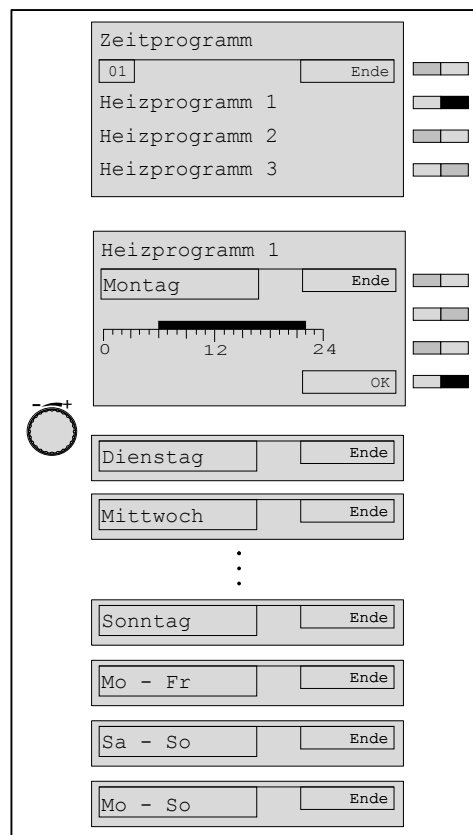 Zeitprogramm
01 Ende
Heizprogramm 1
Heizprogramm 2
Heizprogramm 3
Heizprogramm 1
Montag Ende
0 12 24
OK
- +
Dienstag Ende
Mittwoch Ende
Sonntag Ende
Mo - Fr Ende
Sa - So Ende
Mo - So Ende